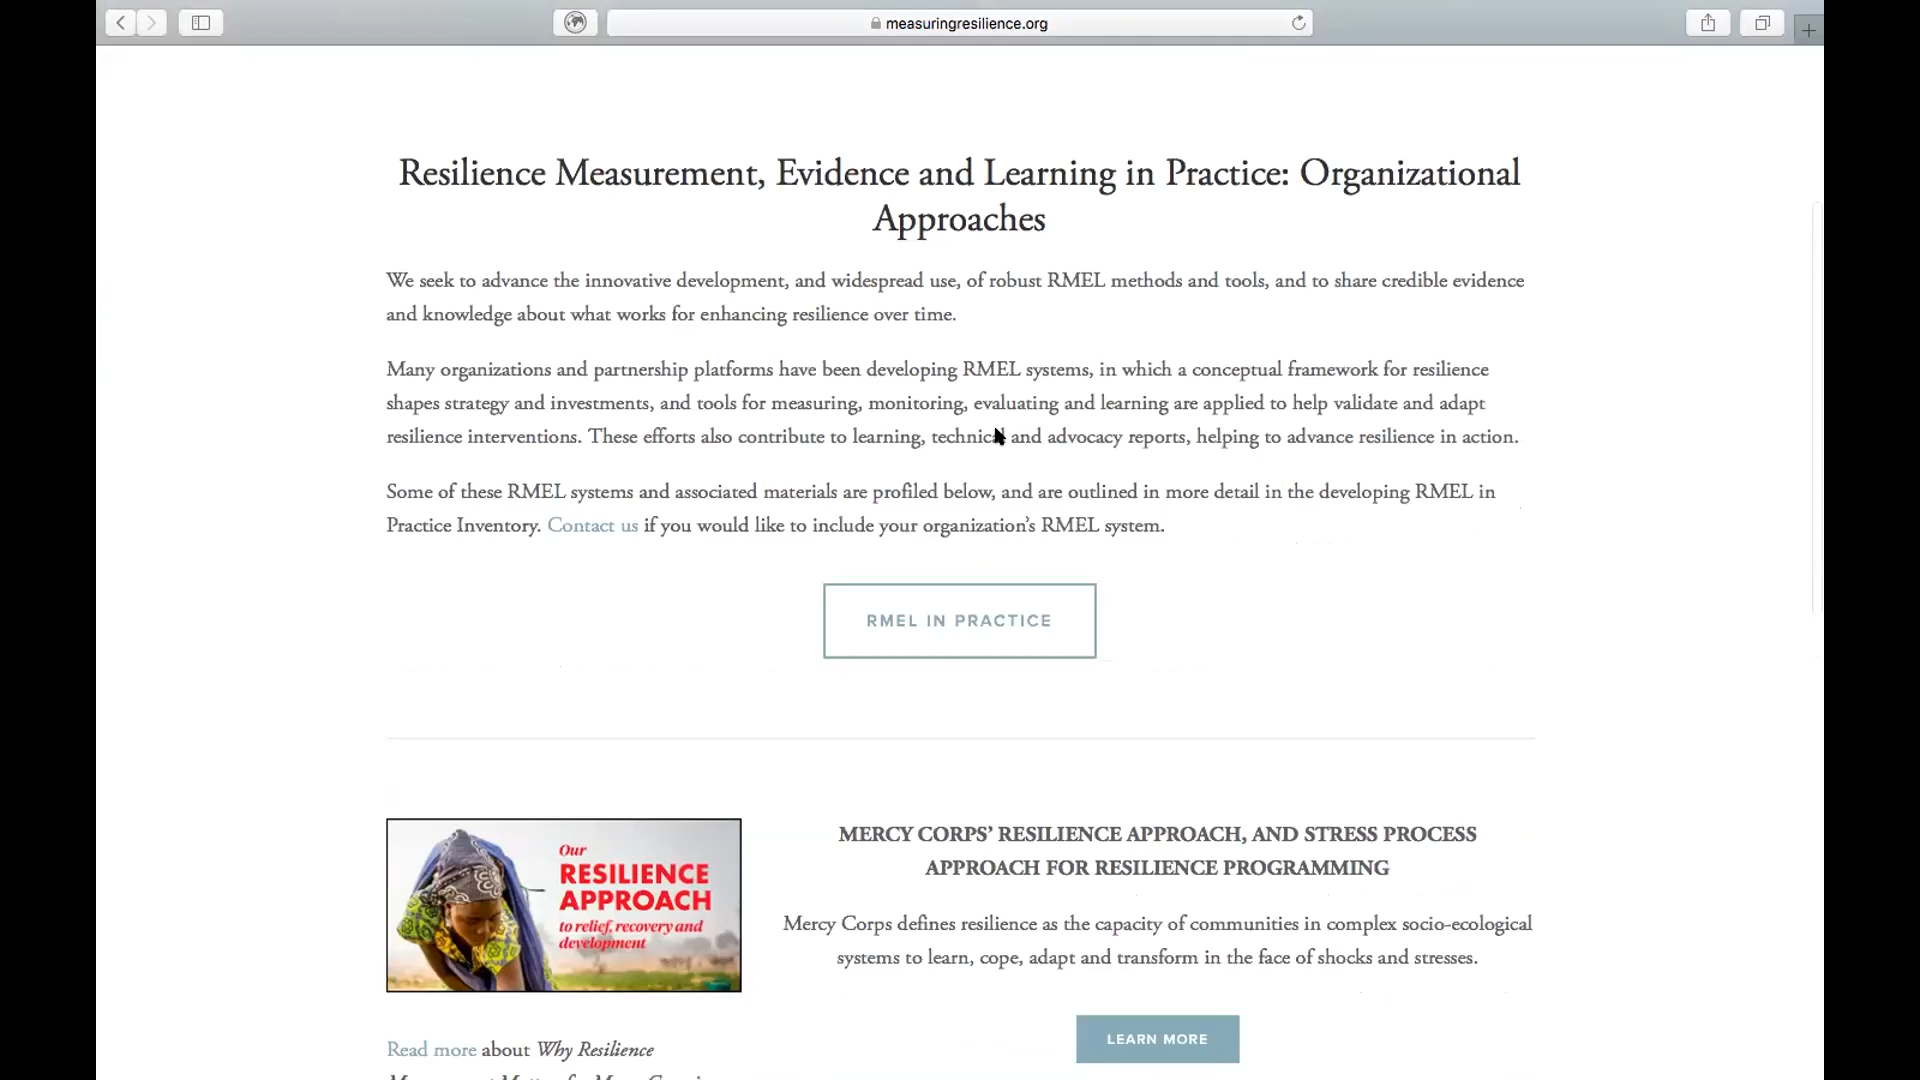 measuringresilience.org
Resilience Measurement, Evidence and Learning in Practice: Organizational
Approaches
We seek to advance the innovative development, and widespread use, of robust RMEL methods and tools, and to share credible evidence
and knowledge about what works for enhancing resilience over time.
Many organizations and partnership platforms have been developing RMEL systems, in which a conceptual framework for resilience
shapes strategy and investments, and tools for measuring, monitoring, evaluating and learning are applied to help validate and adapt
resilience interventions. These efforts also contribute to learning, technical and advocacy reports, helping to advance resilience in action.
Some of these RMEL systems and associated materials are profiled below, and are outlined in more detail in the developing RMEL in
Practice Inventory. Contact us if you would like to include your organization's RMEL system.
RMEL IN PRACTICE
Our
RESILIENCE
APPROACH
to relief, recovery and
development
MERCY CORPS' RESILIENCE APPROACH, AND STRESS PROCESS
APPROACH FOR RESILIENCE PROGRAMMING
Mercy Corps defines resilience as the capacity of communities in complex socio-ecological
systems to learn, cope, adapt and transform in the face of shocks and stresses.
LEARN MORE
Read more about Why Resilience